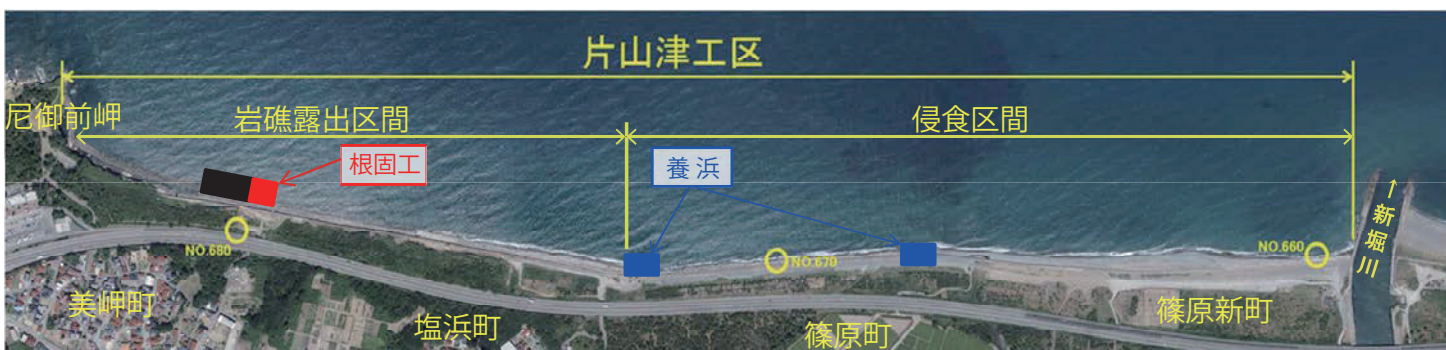 片山津工区
尼御前岬
岩礁露出区間
侵食区間
根固工
養浜
↑新堀川
NO.680
NO.670
NO.660
美岬町
塩浜町
篠原町
篠原新町